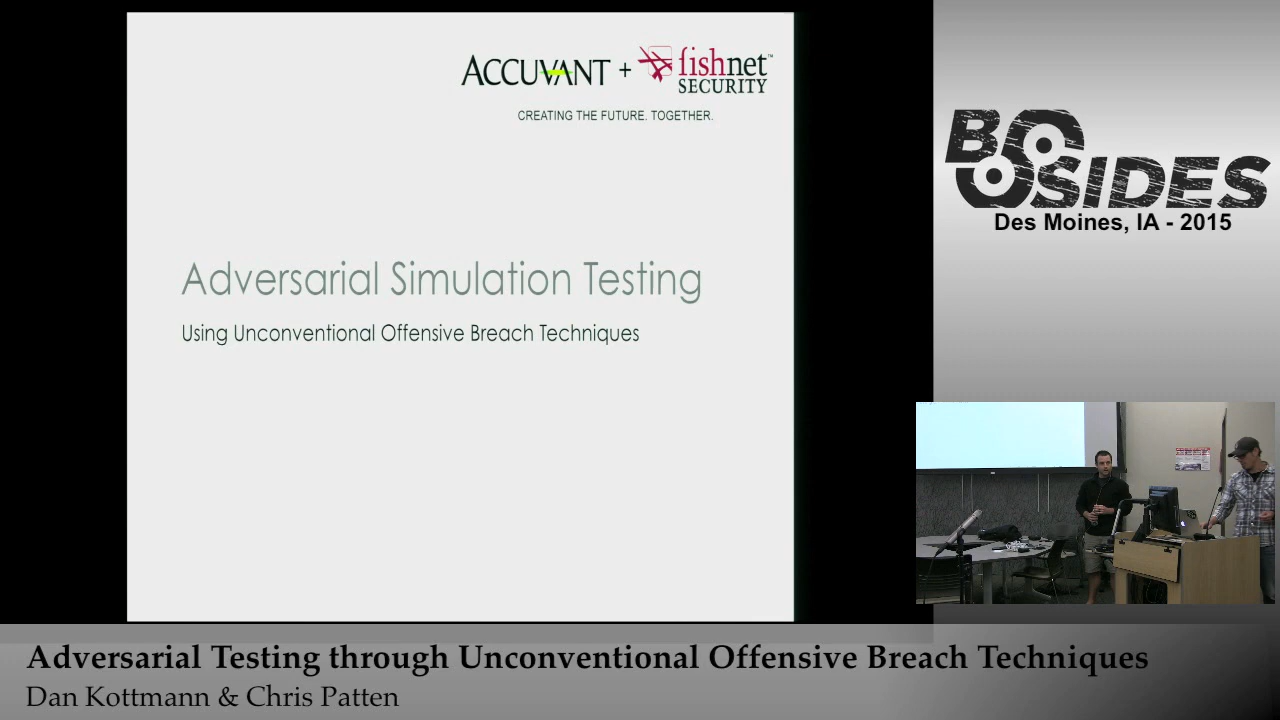 ACCUVANT + fishnet™
SECURITY
CREATING THE FUTURE. TOGETHER.
Adversarial Simulation Testing
Using Unconventional Offensive Breach Techniques
BSIDES
Des Moines, IA - 2015
Adversarial Testing through Unconventional Offensive Breach Techniques
Dan Kottmann & Chris Patten